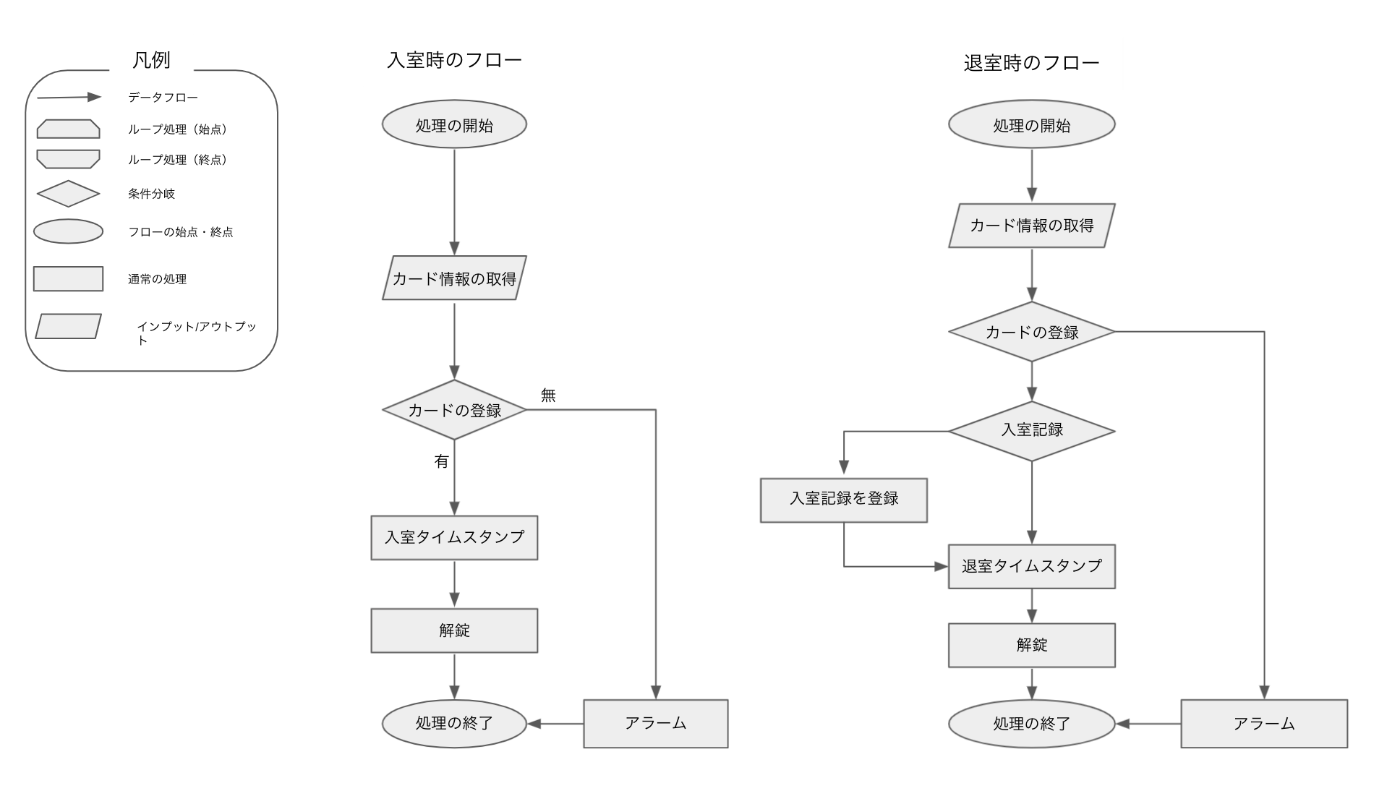 凡例
データフロー
ループ処理（始点）
ループ処理（終点）
条件分岐
フローの始点・終点
通常の処理
インプット/アウトプッ
ト
入室時のフロー
処理の開始
カード情報の取得
カードの登録
無
有
入室タイムスタンプ
解錠
処理の終了
アラーム
退室時のフロー
処理の開始
カード情報の取得
カードの登録
入室記録
入室記録を登録
退室タイムスタンプ
解錠
処理の終了
アラーム